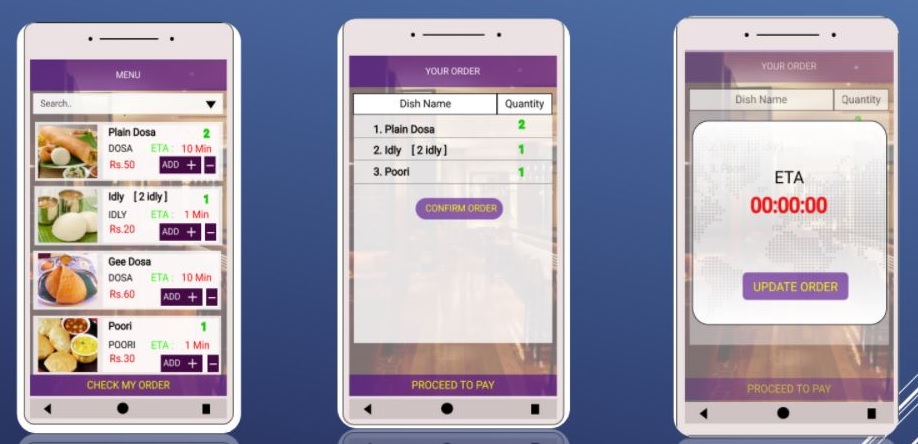 MENU
Search..
Plain Dosa 2
DOSA ETA : 10 Min
Rs.50 ADD + –
Idly [ 2 idly ] 1
IDLY ETA : 1 Min
Rs.20 ADD + –
Gee Dosa
DOSA ETA : 10 Min
Rs.60 ADD + –
Poori 1
POORI ETA : 1 Min
Rs.30 ADD + –
CHECK MY ORDER
YOUR ORDER
Dish Name Quantity
1. Plain Dosa 2
2. Idly [ 2 idly ] 1
3. Poori 1
CONFIRM ORDER
PROCEED TO PAY
YOUR ORDER
Dish Name Quantity
ETA
00:00:00
UPDATE ORDER
PROCEED TO PAY